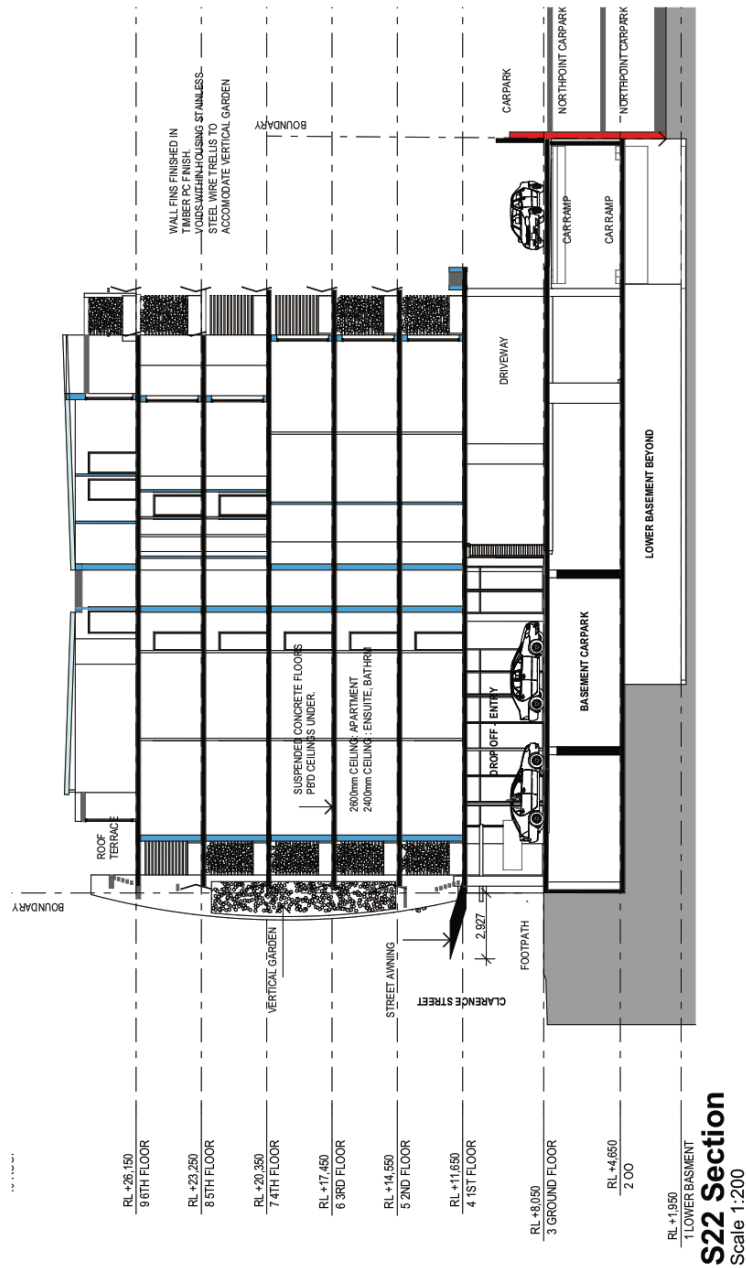 BOUNDARY
WALL FINS FINISHED IN
TIMBER PC FINISH.
VOIDS WITHIN HOUSING STAINLESS
STEEL WIRE TRELLIS TO
ACCOMODATE VERTICAL GARDEN
BOUNDARY
CARPARK
NORTHPOINT CARPARK
NORTHPOINT CARPARK
CAR RAMP
CAR RAMP
DRIVEWAY
ROOF
TERRACE
SUSPENDED CONCRETE FLOORS
PB'D CEILINGS UNDER.
2600mm CEILING: APARTMENT
2400mm CEILING : ENSUITE, BATHRM
DROP OFF - ENTRY
BASEMENT CARPARK
LOWER BASEMENT BEYOND
VERTICAL GARDEN
STREET AWNING
2,927
FOOTPATH
CLARENCE STREET
RL +26,150
9 6TH FLOOR
RL +23,250
8 5TH FLOOR
RL +20,350
7 4TH FLOOR
RL +17,450
6 3RD FLOOR
RL +14,550
5 2ND FLOOR
RL +11,650
4 1ST FLOOR
RL +8,050
3 GROUND FLOOR
RL +4,650
2 OO
RL +1,950
1 LOWER BASMENT
S22 Section
Scale 1:200